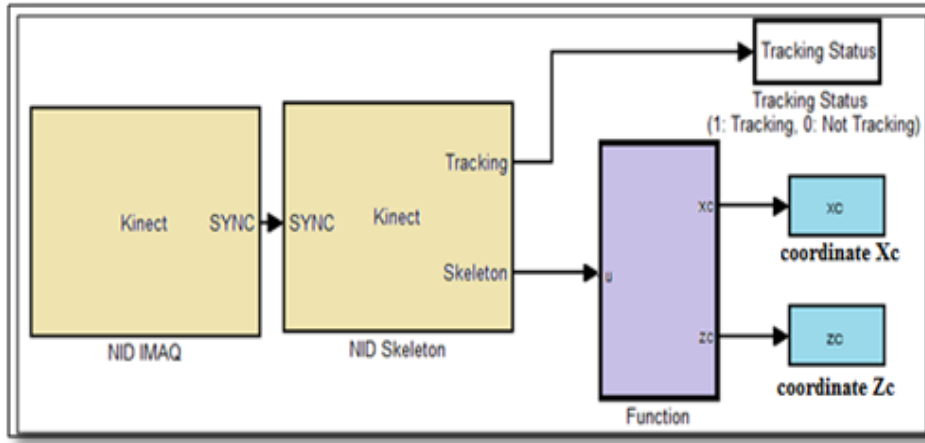 Tracking Status
Tracking Status
(1: Tracking, 0: Not Tracking)
Kinect
SYNC
NID IMAQ
SYNC
Kinect
Tracking
Skeleton
NID Skeleton
u
xc
zc
Function
xc
coordinate Xc
zc
coordinate Zc